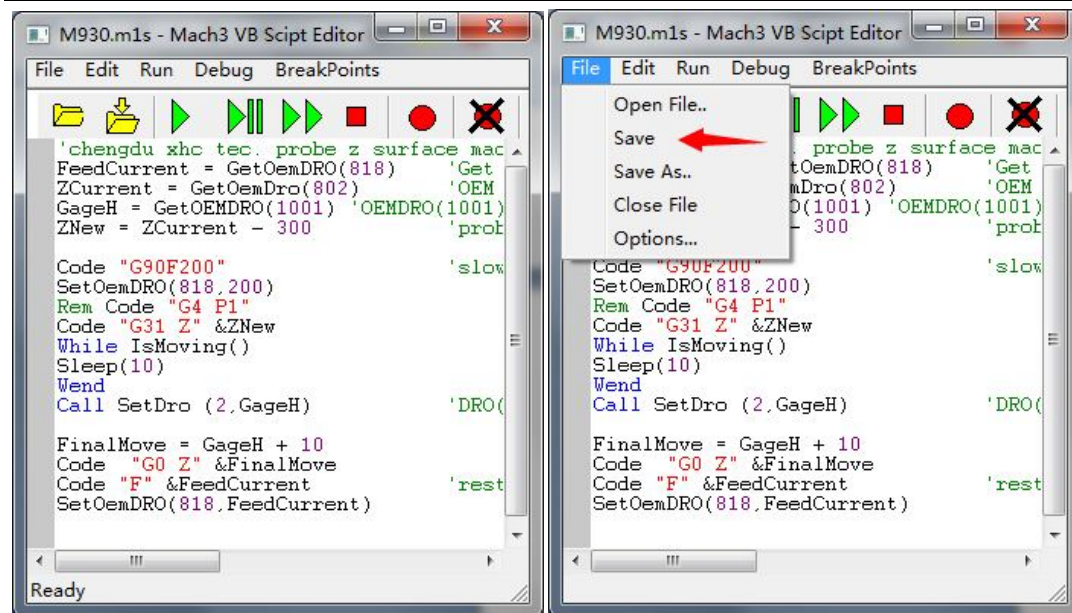 M930.m1s - Mach3 VB Scipt Editor
File Edit Run Debug BreakPoints
'chengdu xhc tec. probe z surface mac
FeedCurrent = GetOemDRO(818) 'Get
ZCurrent = GetOemDro(802) 'OEM
GageH = GetOEMDRO(1001) 'OEMDRO(1001)
ZNew = ZCurrent - 300 'prob
Code "G90F200" 'slow
SetOemDRO(818,200)
Rem Code "G4 P1"
Code "G31 Z" &ZNew
While IsMoving()
Sleep(10)
Wend
Call SetDro (2,GageH) 'DRO(
FinalMove = GageH + 10
Code "G0 Z" &FinalMove
Code "F" &FeedCurrent 'rest
SetOemDRO(818,FeedCurrent)
Ready
M930.m1s - Mach3 VB Scipt Editor
File Edit Run Debug BreakPoints
Open File..
Save
Save As..
Close File
Options...
. probe z surface mac
tOemDRO(818) 'Get
mDro(802) 'OEM
O(1001) 'OEMDRO(1001)
- 300 'prob
Code "G90F200" 'slow
SetOemDRO(818,200)
Rem Code "G4 P1"
Code "G31 Z" &ZNew
While IsMoving()
Sleep(10)
Wend
Call SetDro (2,GageH) 'DRO(
FinalMove = GageH + 10
Code "G0 Z" &FinalMove
Code "F" &FeedCurrent 'rest
SetOemDRO(818,FeedCurrent)